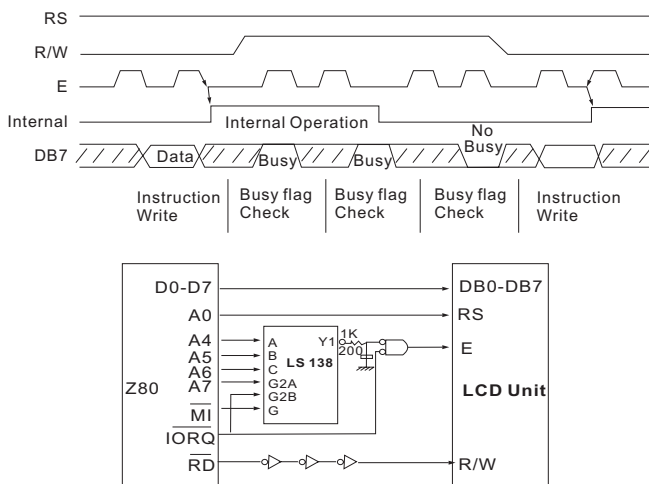 RS
R/W
E
Internal
Internal Operation
DB7
Data
Busy
Busy
No
Busy
Instruction
Write
Busy flag
Check
Busy flag
Check
Busy flag
Check
Instruction
Write
D0-D7
DB0-DB7
A0
RS
A4
A5
A6
A7
A
B
C
G2A
G2B
G
Y1
LS 138
1K
200
E
Z80
LCD Unit
MI
IORQ
RD
R/W